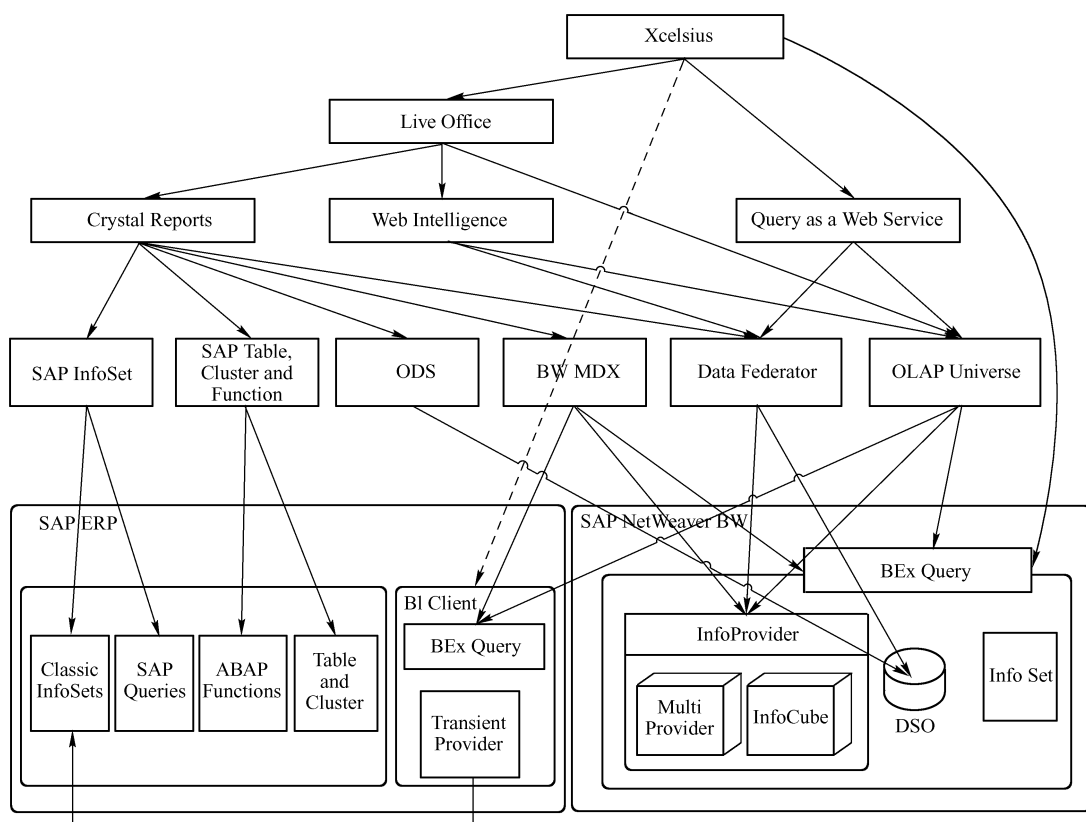 Xcelsius
Live Office
Crystal Reports
Web Intelligence
Query as a Web Service
SAP InfoSet
SAP Table,
Cluster and
Function
ODS
BW MDX
Data Federator
OLAP Universe
SAP ERP
SAP NetWeaver BW
BEx Query
Bl Client
BEx Query
InfoProvider
Classic
InfoSets
SAP
Queries
ABAP
Functions
Table
and
Cluster
Transient
Provider
Multi
Provider
InfoCube
DSO
Info Set